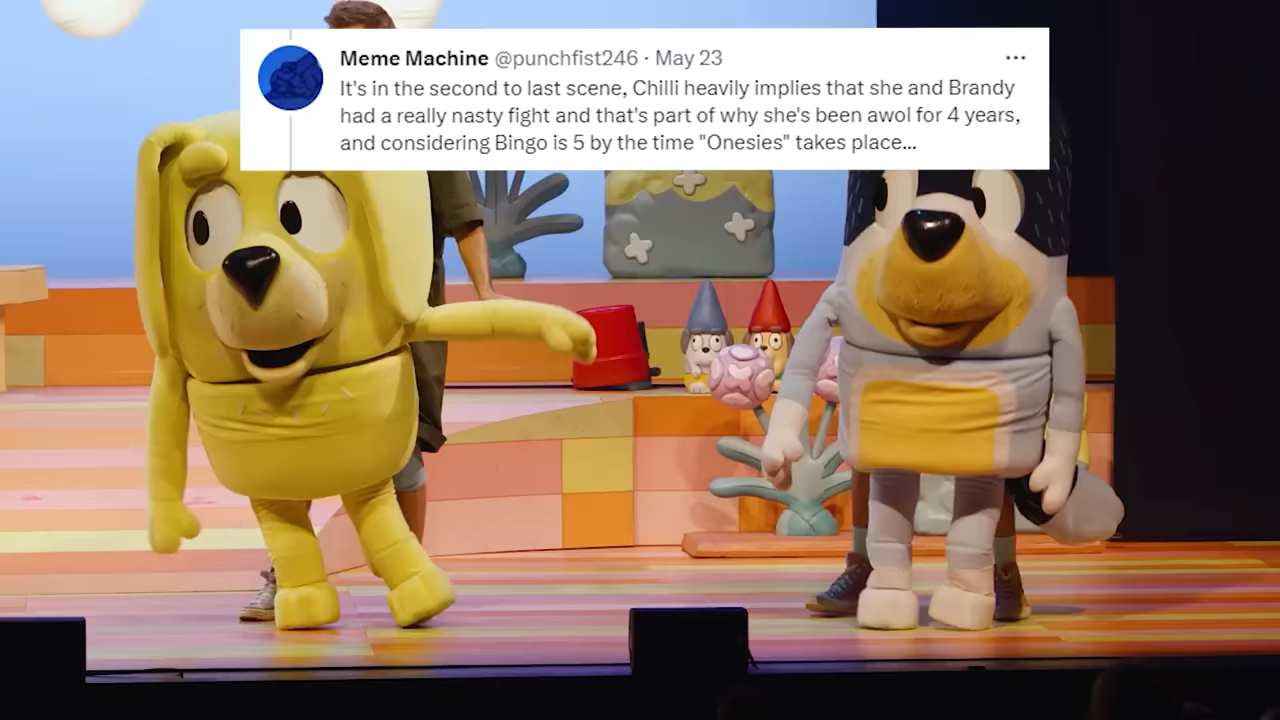 Meme Machine @punchfist246 · May 23
It's in the second to last scene, Chilli heavily implies that she and Brandy
had a really nasty fight and that's part of why she's been awol for 4 years,
and considering Bingo is 5 by the time "Onesies" takes place...